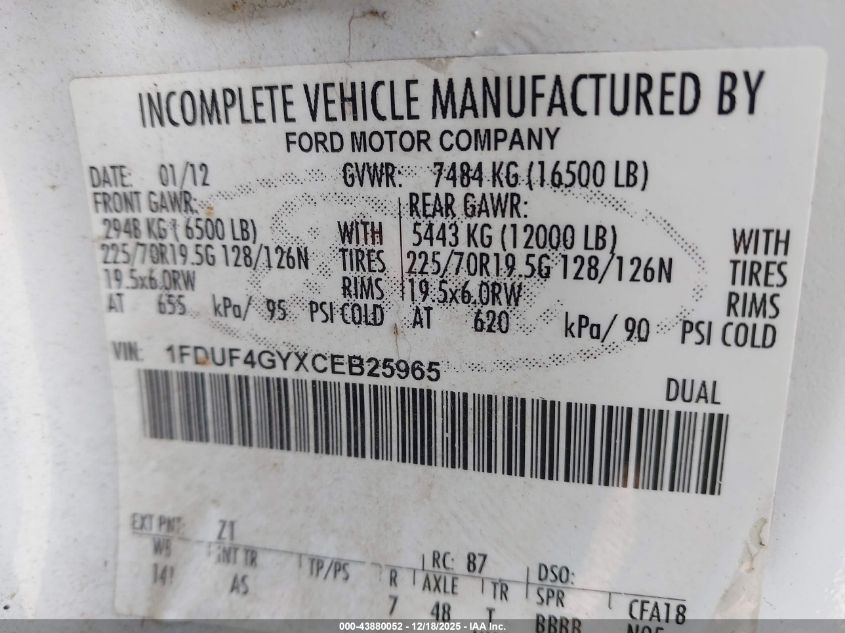 INCOMPLETE VEHICLE MANUFACTURED BY
FORD MOTOR COMPANY
DATE: 01/12 GVWR: 7484 KG (16500 LB)
FRONT GAWR: REAR GAWR:
2948 KG (6500 LB) WITH 5443 KG (12000 LB) WITH
225/70R19.5G 128/126N TIRES 225/70R19.5G 128/126N TIRES
19.5x6.0RW RIMS 19.5x6.0RW RIMS
AT 655 kPa/ 95 PSI COLD AT 620 kPa/ 90 PSI COLD
VIN: 1FDUF4GYXCEB25965
DUAL
EXT PNT: Z1 RC: 87 DSO:
WB INT TR TP/PS R AXLE TR SPR CFA18
141 AS 7 48 T BBBB
000-43880052 / 12/18/2025 / IAAI.COM